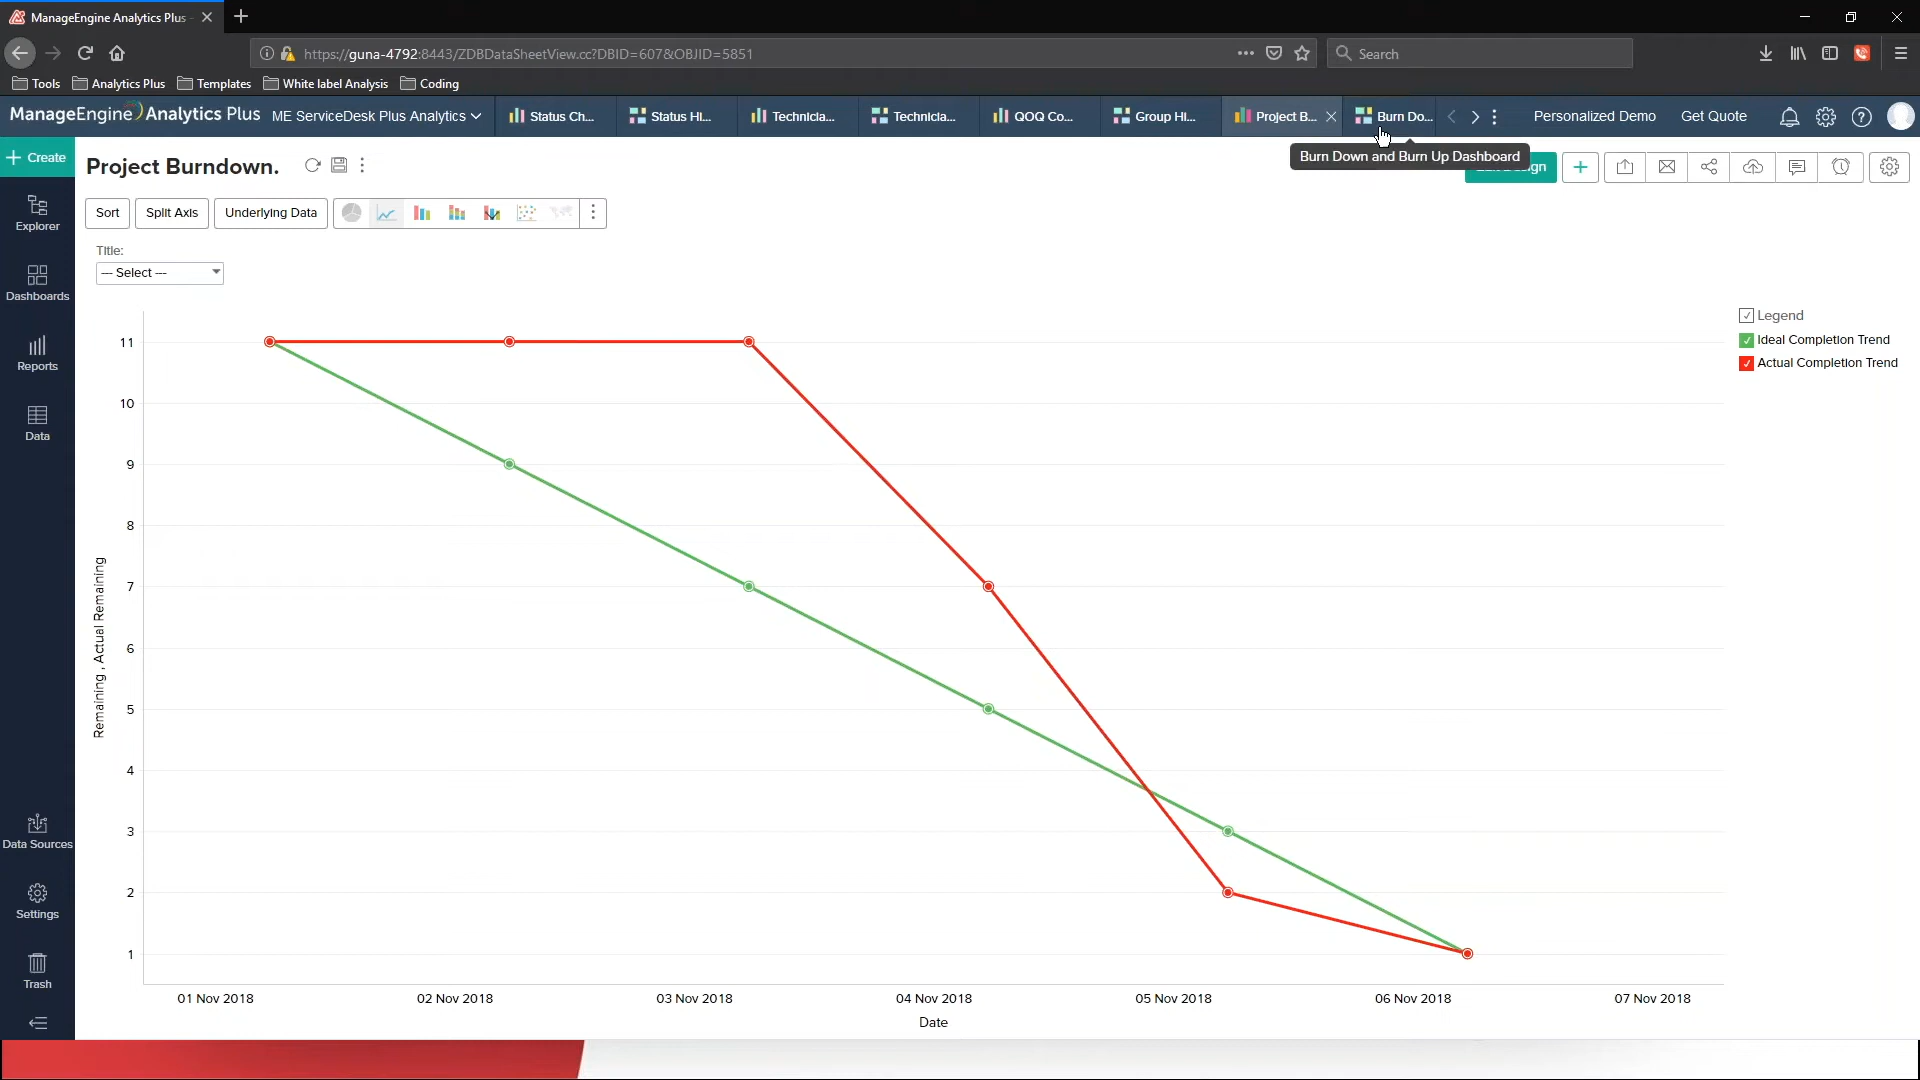 ManageEngine Analytics Plus
https://guna-4792:8443/ZDBDataSheetView.cc?DBID=607&OBJID=5851
Search
Tools
Analytics Plus
Templates
White label Analysis
Coding
ManageEngine Analytics Plus
ME ServiceDesk Plus Analytics
Status Ch...
Status Hi...
Technicia...
Technicia...
QOQ Co...
Group Hi...
Project B...
Burn Do...
Personalized Demo
Get Quote
Create
Project Burndown.
Burn Down and Burn Up Dashboard
Sort
Split Axis
Underlying Data
Explorer
Title:
--- Select ---
Dashboards
Reports
Data
Data Sources
Settings
Trash
Legend
Ideal Completion Trend
Actual Completion Trend
11
10
9
8
7
6
5
4
3
2
1
Remaining , Actual Remaining
01 Nov 2018
02 Nov 2018
03 Nov 2018
04 Nov 2018
05 Nov 2018
06 Nov 2018
07 Nov 2018
Date